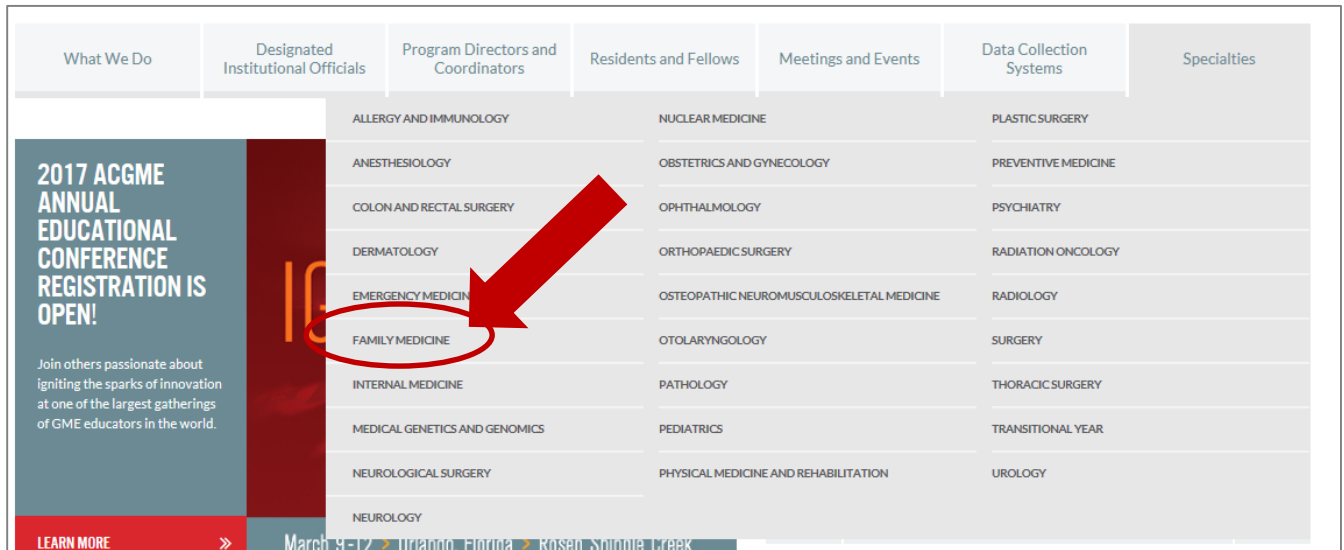 What We Do
Designated
Institutional Officials
Program Directors and
Coordinators
Residents and Fellows
Meetings and Events
Data Collection
Systems
Specialties
ALLERGY AND IMMUNOLOGY
ANESTHESIOLOGY
COLON AND RECTAL SURGERY
DERMATOLOGY
EMERGENCY MEDICIN
FAMILY MEDICINE
INTERNAL MEDICINE
MEDICAL GENETICS AND GENOMICS
NEUROLOGICAL SURGERY
NEUROLOGY
NUCLEAR MEDICINE
OBSTETRICS AND GYNECOLOGY
OPHTHALMOLOGY
ORTHOPAEDIC SURGERY
OSTEOPATHIC NEUROMUSCULOSKELETAL MEDICINE
OTOLARYNGOLOGY
PATHOLOGY
PEDIATRICS
PHYSICAL MEDICINE AND REHABILITATION
PLASTIC SURGERY
PREVENTIVE MEDICINE
PSYCHIATRY
RADIATION ONCOLOGY
RADIOLOGY
SURGERY
THORACIC SURGERY
TRANSITIONAL YEAR
UROLOGY
2017 ACGME
ANNUAL
EDUCATIONAL
CONFERENCE
REGISTRATION IS
OPEN!
Join others passionate about
igniting the sparks of innovation
at one of the largest gatherings
of GME educators in the world.
LEARN MORE »
March 9-12 > Orlando, Florida > Rosen Shingle Creek